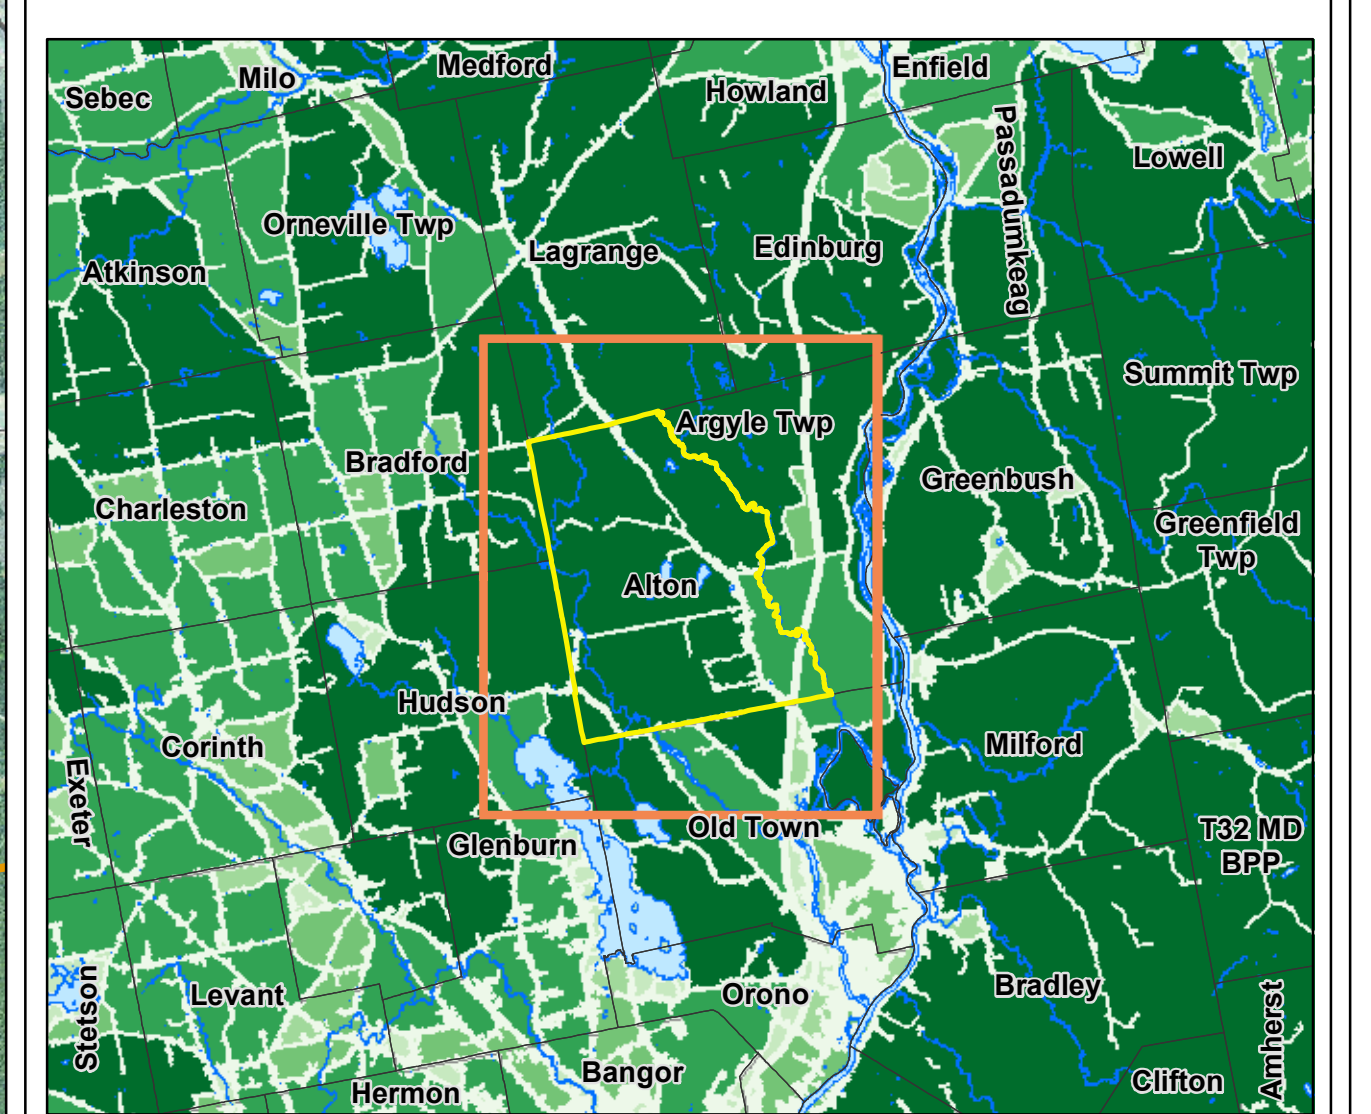 Medford
Enfield
Milo
Sebec
Howland
Passadumkeag
Lowell
Orneville Twp
Lagrange
Edinburg
Atkinson
Summit Twp
Argyle Twp
Bradford
Greenbush
Charleston
Greenfield
Twp
Alton
Hudson
Corinth
Milford
Exeter
Old Town
T32 MD
BPP
Glenburn
Levant
Orono
Bradley
Stetson
Amherst
Bangor
Clifton
Hermon